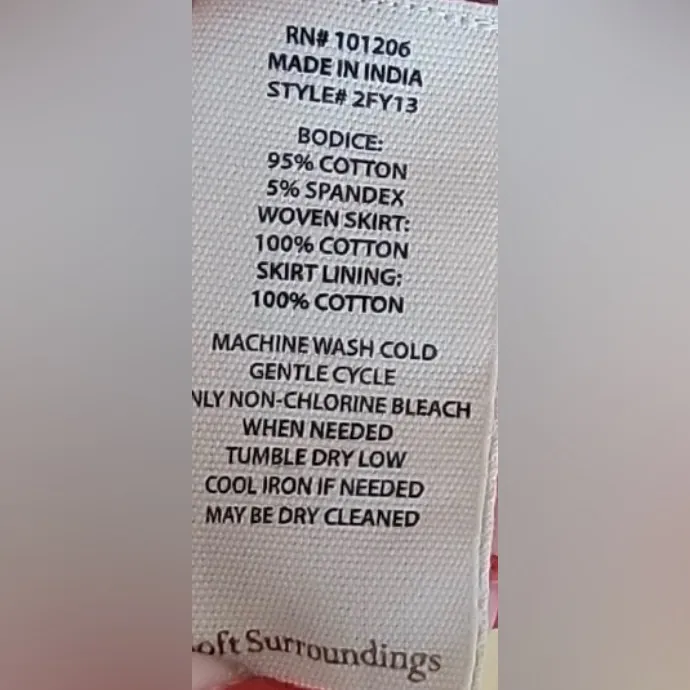 RN# 101206
MADE IN INDIA
STYLE# 2FY13
BODICE:
95% COTTON
5% SPANDEX
WOVEN SKIRT:
100% COTTON
SKIRT LINING:
100% COTTON
MACHINE WASH COLD
GENTLE CYCLE
NLY NON-CHLORINE BLEACH
WHEN NEEDED
TUMBLE DRY LOW
COOL IRON IF NEEDED
MAY BE DRY CLEANED
oft Surroundings